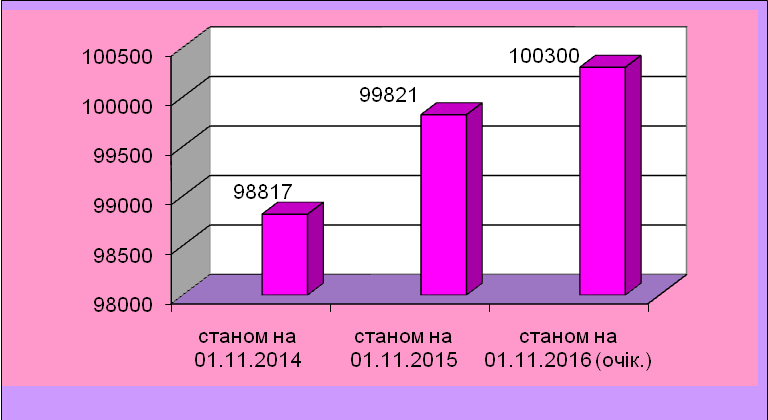 100500
100000
99500
99000
98500
98000
98817
99821
100300
станом на
01.11.2014
станом на
01.11.2015
станом на
01.11.2016 (очік.)